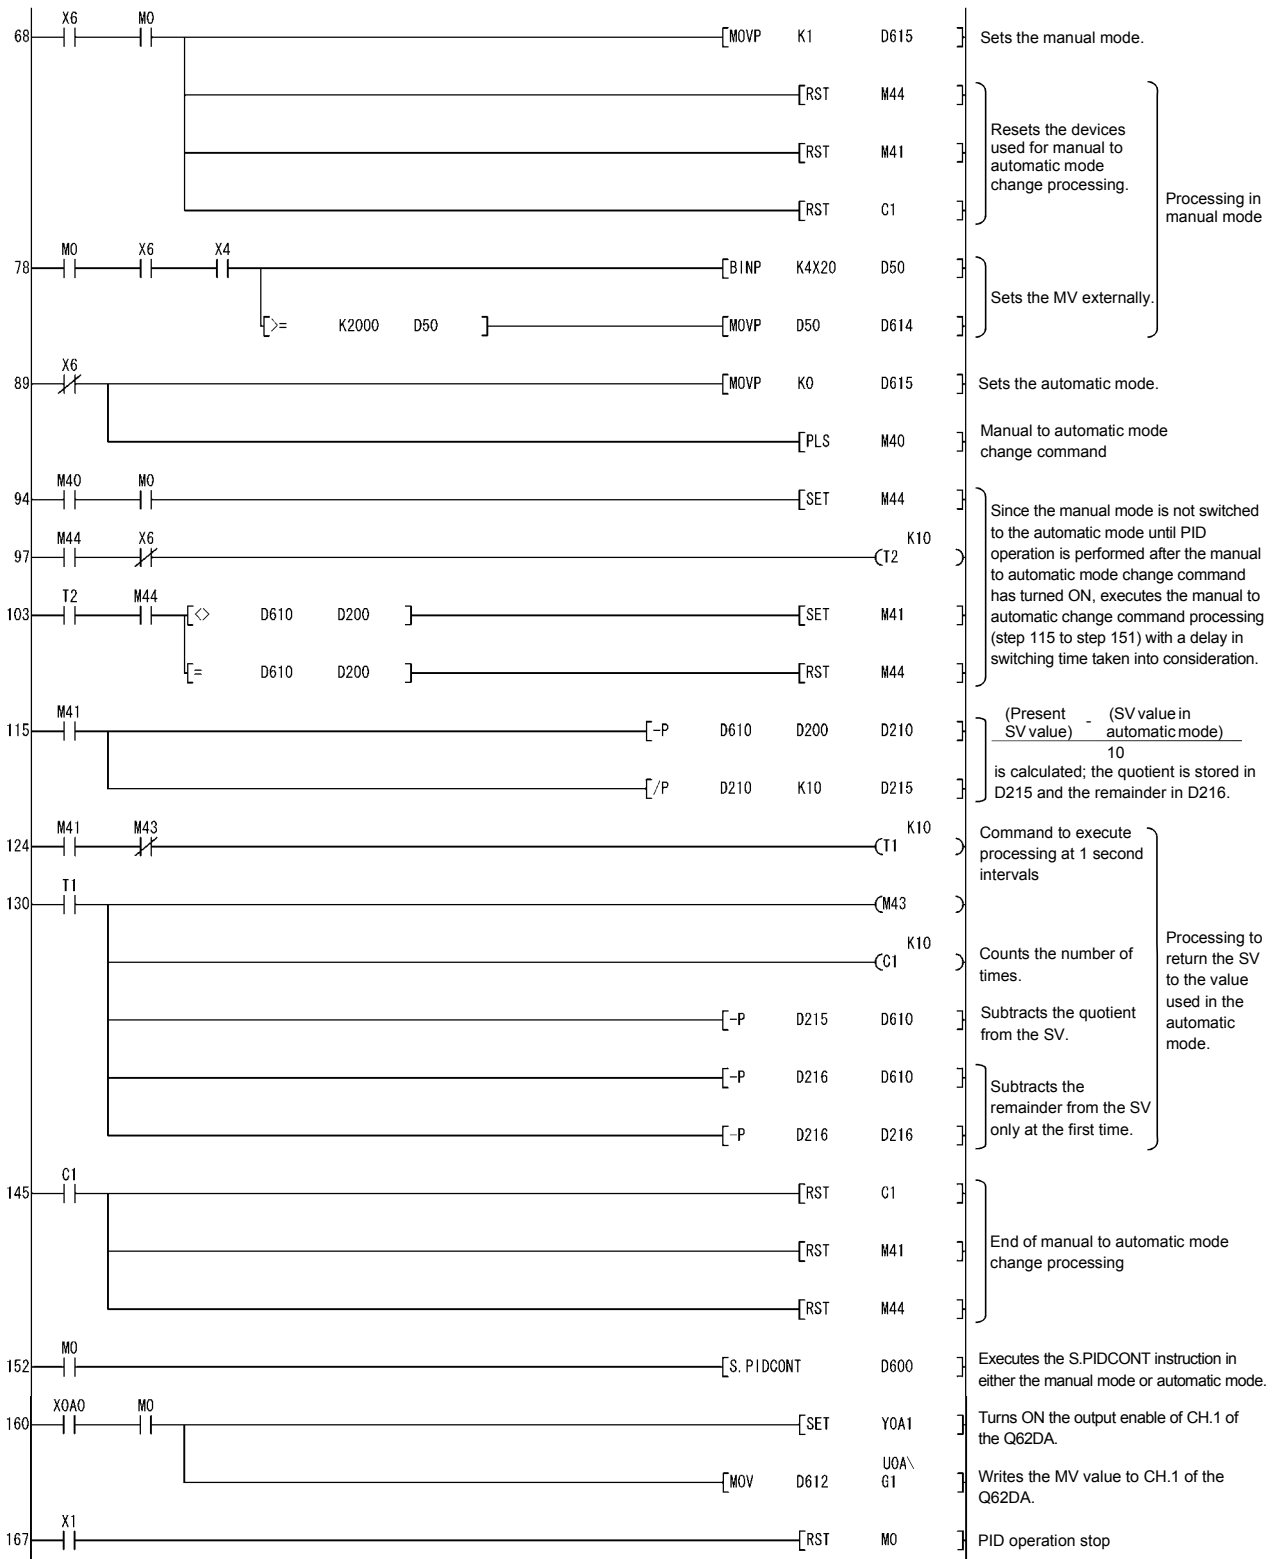 X6 M0
68 MOVP K1 D615 Sets the manual mode.
RST M44
RST M41
RST C1
Resets the devices
used for manual to
automatic mode
change processing.
Processing in
manual mode
M0 X6 X4
78 BINP K4X20 D50
>= K2000 D50 MOVP D50 D614
Sets the MV externally.
X6
89 MOVP K0 D615 Sets the automatic mode.
PLS M40
Manual to automatic mode
change command
M40 M0
94 SET M44
M44 X6 K10
97 T2
T2 M44
103 <> D610 D200 SET M41
= D610 D200 RST M44
Since the manual mode is not switched
to the automatic mode until PID
operation is performed after the manual
to automatic mode change command
has turned ON, executes the manual to
automatic change command processing
(step 115 to step 151) with a delay in
switching time taken into consideration.
M41
115 -P D610 D200 D210
/P D210 K10 D215
(Present SV value) - (SV value in automatic mode)
10
is calculated; the quotient is stored in
D215 and the remainder in D216.
M41 M43 K10
124 T1
Command to execute
processing at 1 second
intervals
T1
130 M43
K10
C1
Counts the number of
times.
-P D215 D610
Subtracts the quotient
from the SV.
-P D216 D610
-P D216 D216
Subtracts the
remainder from the SV
only at the first time.
Processing to
return the SV
to the value
used in the
automatic
mode.
C1
145 RST C1
RST M41
RST M44
End of manual to automatic mode
change processing
M0
152 S.PIDCONT D600
Executes the S.PIDCONT instruction in
either the manual mode or automatic mode.
X0A0 M0
160 SET Y0A1
Turns ON the output enable of CH.1 of
the Q62DA.
U0A\
MOV D612 G1
Writes the MV value to CH.1 of the
Q62DA.
X1
167 RST M0 PID operation stop